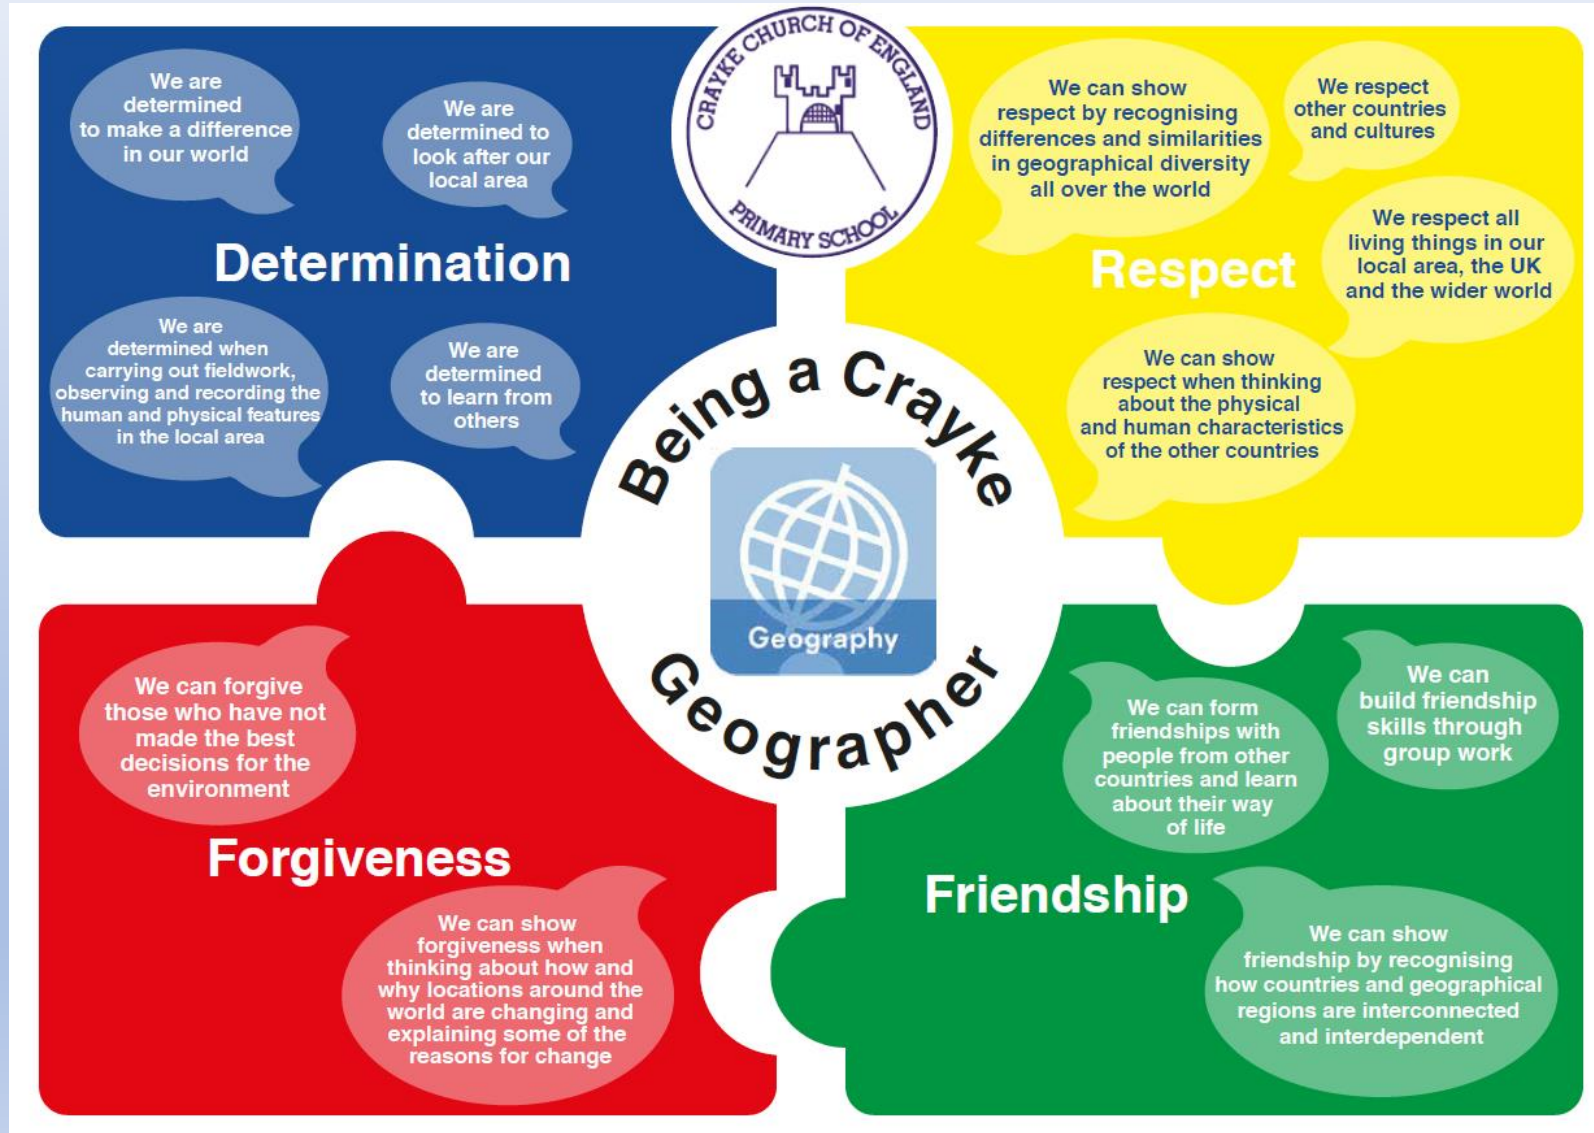 CRAYKE CHURCH OF ENGLAND
PRIMARY SCHOOL
We are
determined
to make a difference
in our world
We are
determined to
look after our
local area
Determination
We are
determined when
carrying out fieldwork,
observing and recording the
human and physical features
in the local area
We are
determined
to learn from
others
We can show
respect by recognising
differences and similarities
in geographical diversity
all over the world
We respect
other countries
and cultures
We respect all
living things in our
local area, the UK
and the wider world
Respect
We can show
respect when thinking
about the physical
and human characteristics
of the other countries
Being a Crayke
Geography
Geographer
We can forgive
those who have not
made the best
decisions for the
environment
Forgiveness
We can show
forgiveness when
thinking about how and
why locations around the
world are changing and
explaining some of the
reasons for change
We can form
friendships with
people from other
countries and learn
about their way
of life
We can
build friendship
skills through
group work
Friendship
We can show
friendship by recognising
how countries and geographical
regions are interconnected
and interdependent